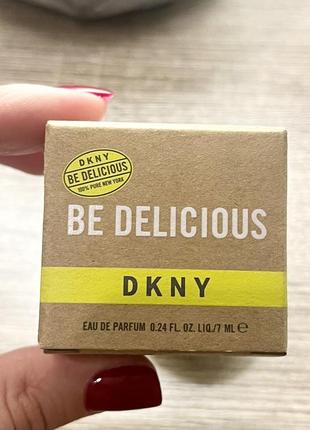 DKNY
BE DELICIOUS
100% PURE NEW YORK
BE DELICIOUS
DKNY
EAU DE PARFUM 0.24 FL. OZ. LIQ./7 ML ℮